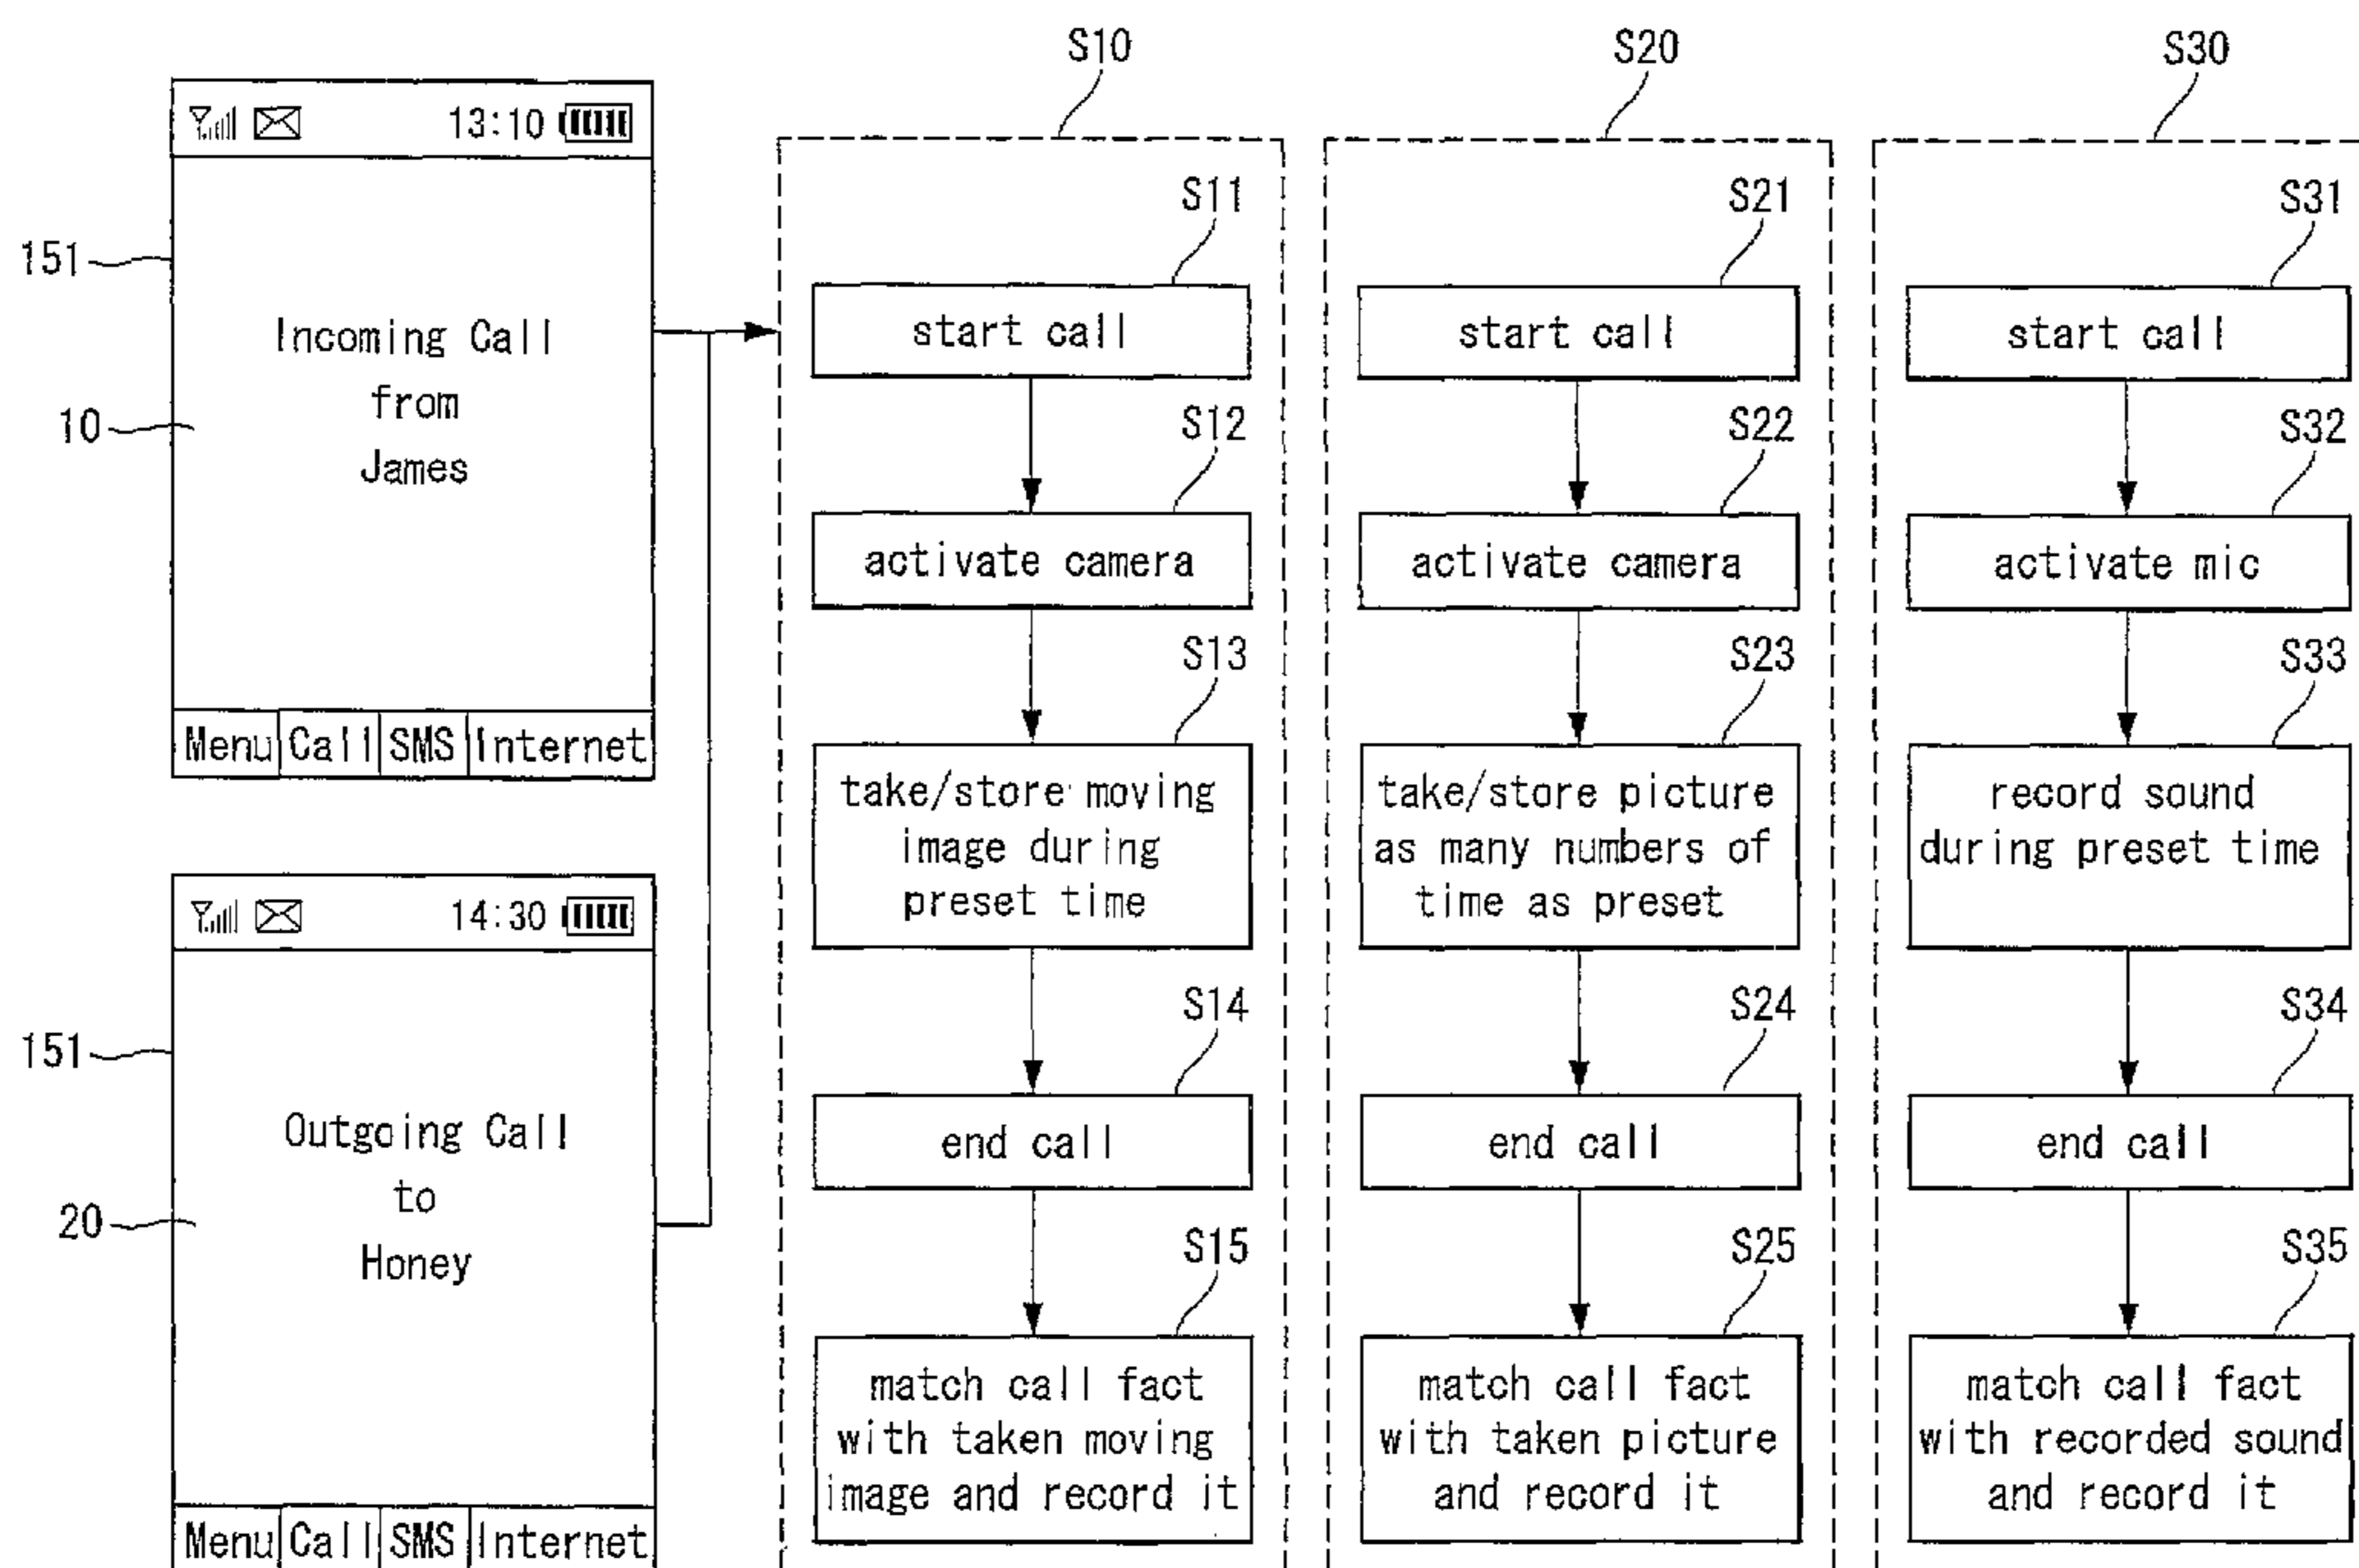 13:10
151
Incoming Call
from
10
James
Menu Call SMS Internet
14:30
151
Outgoing Call
to
20
Honey
Menu Call SMS Internet
S10
S11
start call
S12
activate camera
S13
take/store moving
image during
preset time
S14
end call
S15
match call fact
with taken moving
image and record it
S20
S21
start call
S22
activate camera
S23
take/store picture
as many numbers of
time as preset
S24
end call
S25
match call fact
with taken picture
and record it
S30
S31
start call
S32
activate mic
S33
record sound
during preset time
S34
end call
S35
match call fact
with recorded sound
and record it